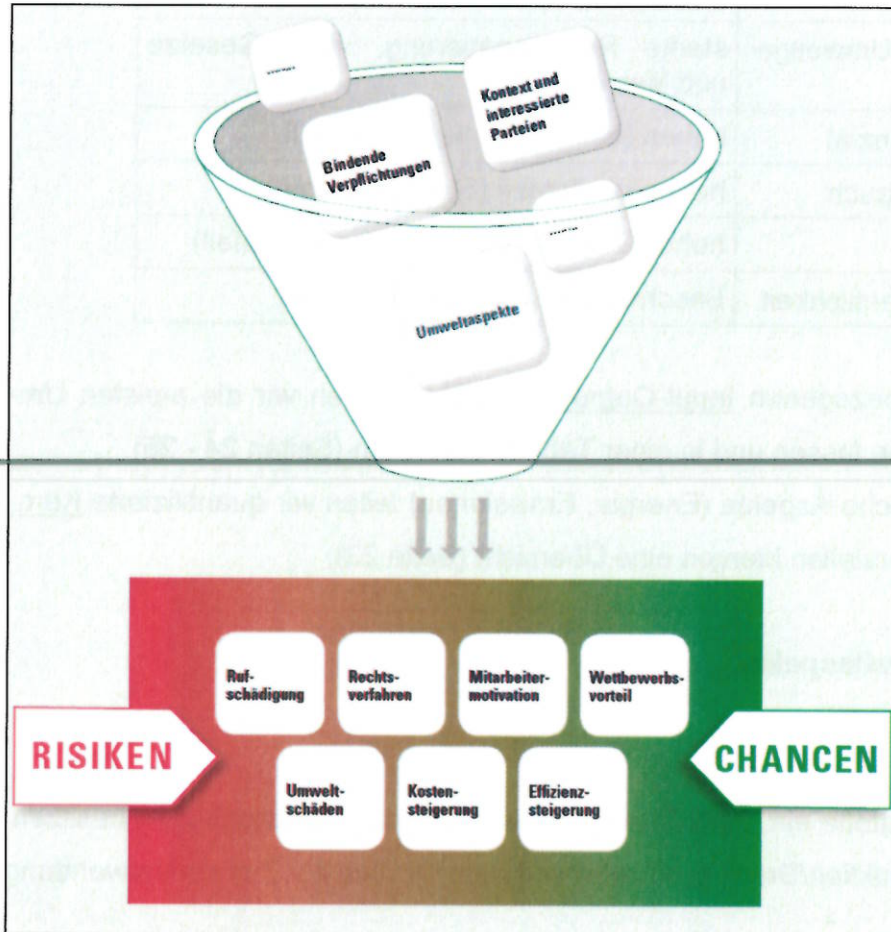 Kontext und
interessierte
Parteien
Bindende
Verpflichtungen
Umweltaspekte
Ruf-
schädigung
Rechts-
verfahren
Mitarbeiter-
motivation
Wettbewerbs-
vorteil
RISIKEN
CHANCEN
Umwelt-
schäden
Kosten-
steigerung
Effizienz-
steigerung